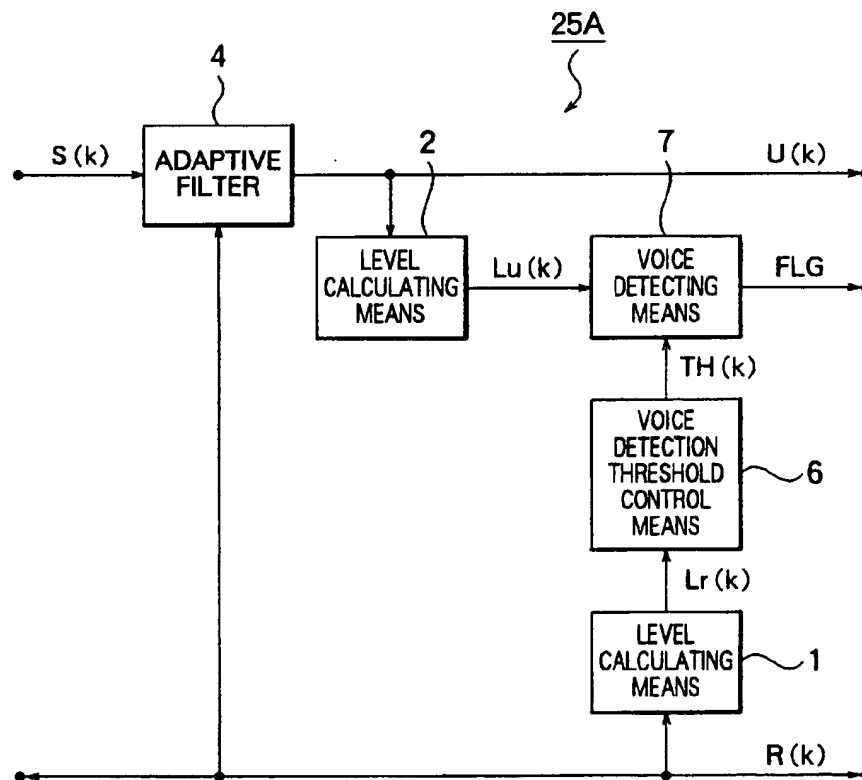 25A
4
S(k)
ADAPTIVE
FILTER
2
7
U(k)
LEVEL
CALCULATING
MEANS
Lu(k)
VOICE
DETECTING
MEANS
FLG
TH(k)
VOICE
DETECTION
THRESHOLD
CONTROL
MEANS
6
Lr(k)
LEVEL
CALCULATING
MEANS
1
R(k)